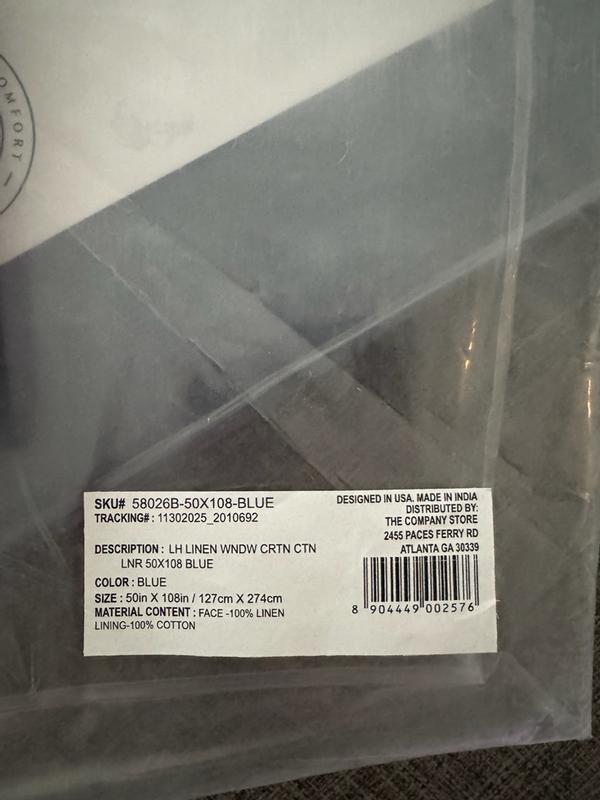 OMFORT —
SKU# 58026B-50X108-BLUE
TRACKING# : 11302025_2010692
DESCRIPTION : LH LINEN WNDW CRTN CTN
LNR 50X108 BLUE
COLOR : BLUE
SIZE : 50in X 108in / 127cm X 274cm
MATERIAL CONTENT : FACE -100% LINEN
LINING-100% COTTON
DESIGNED IN USA. MADE IN INDIA
DISTRIBUTED BY:
THE COMPANY STORE
2455 PACES FERRY RD
ATLANTA GA 30339
8 904449 002576